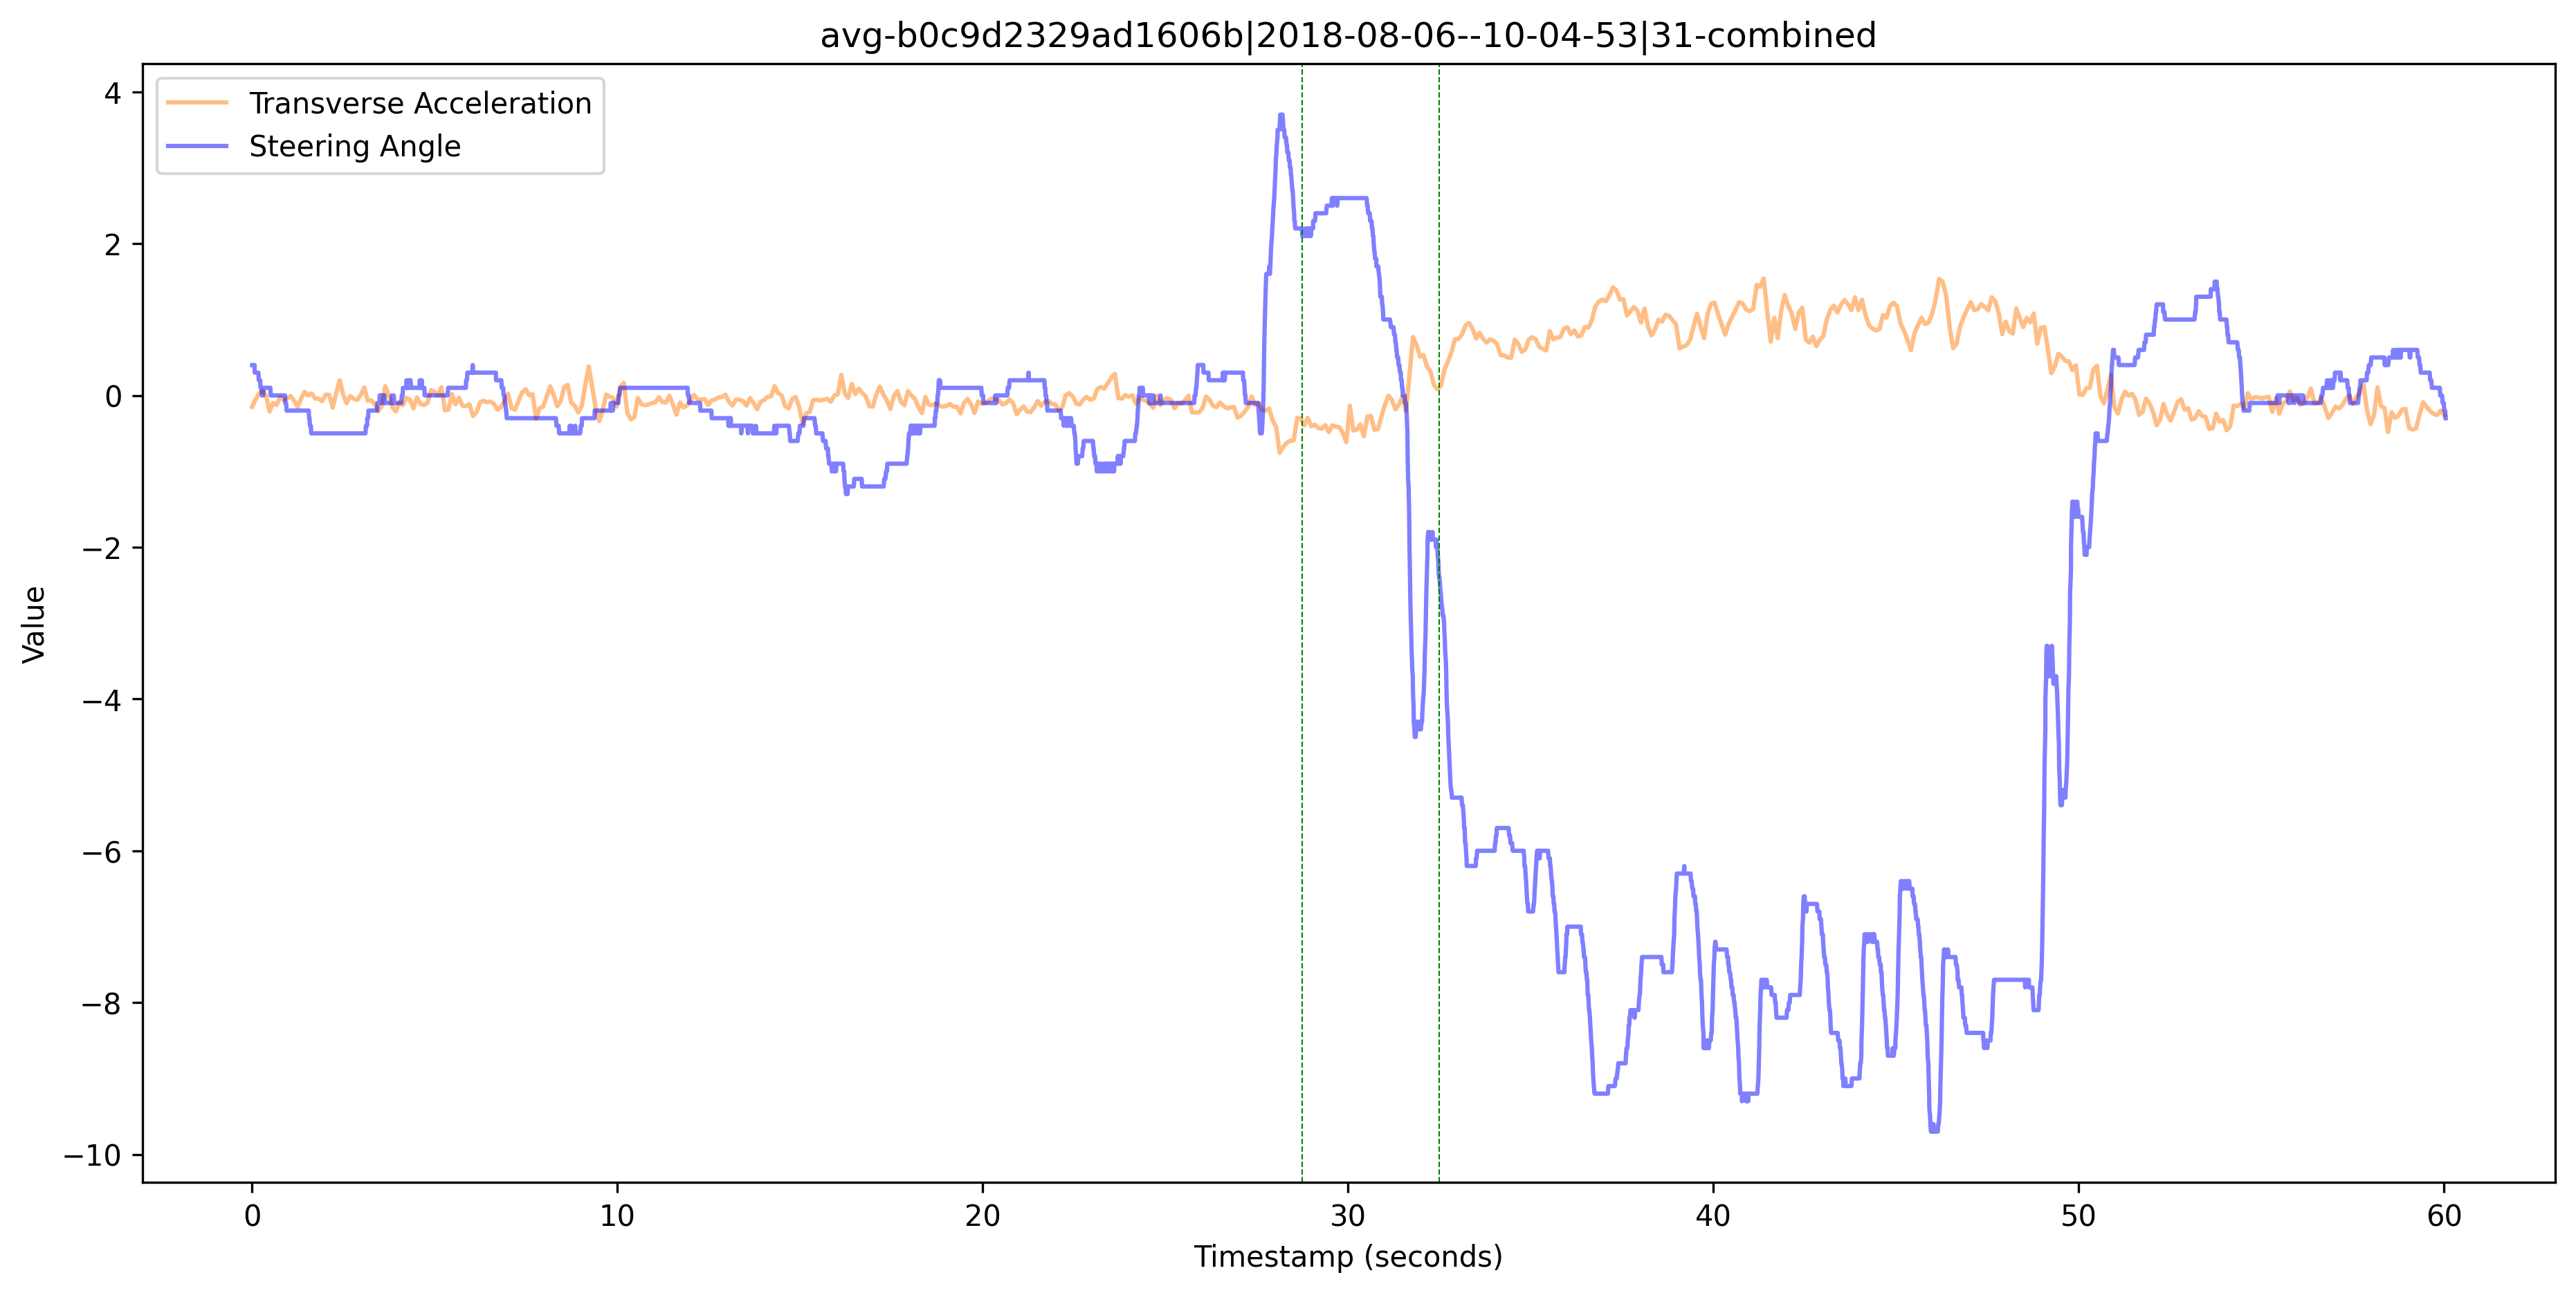 avg-b0c9d2329ad1606b|2018-08-06--10-04-53|31-combined
Transverse Acceleration
Steering Angle
Value
4
2
0
−2
−4
−6
−8
−10
0 10 20 30 40 50 60
Timestamp (seconds)